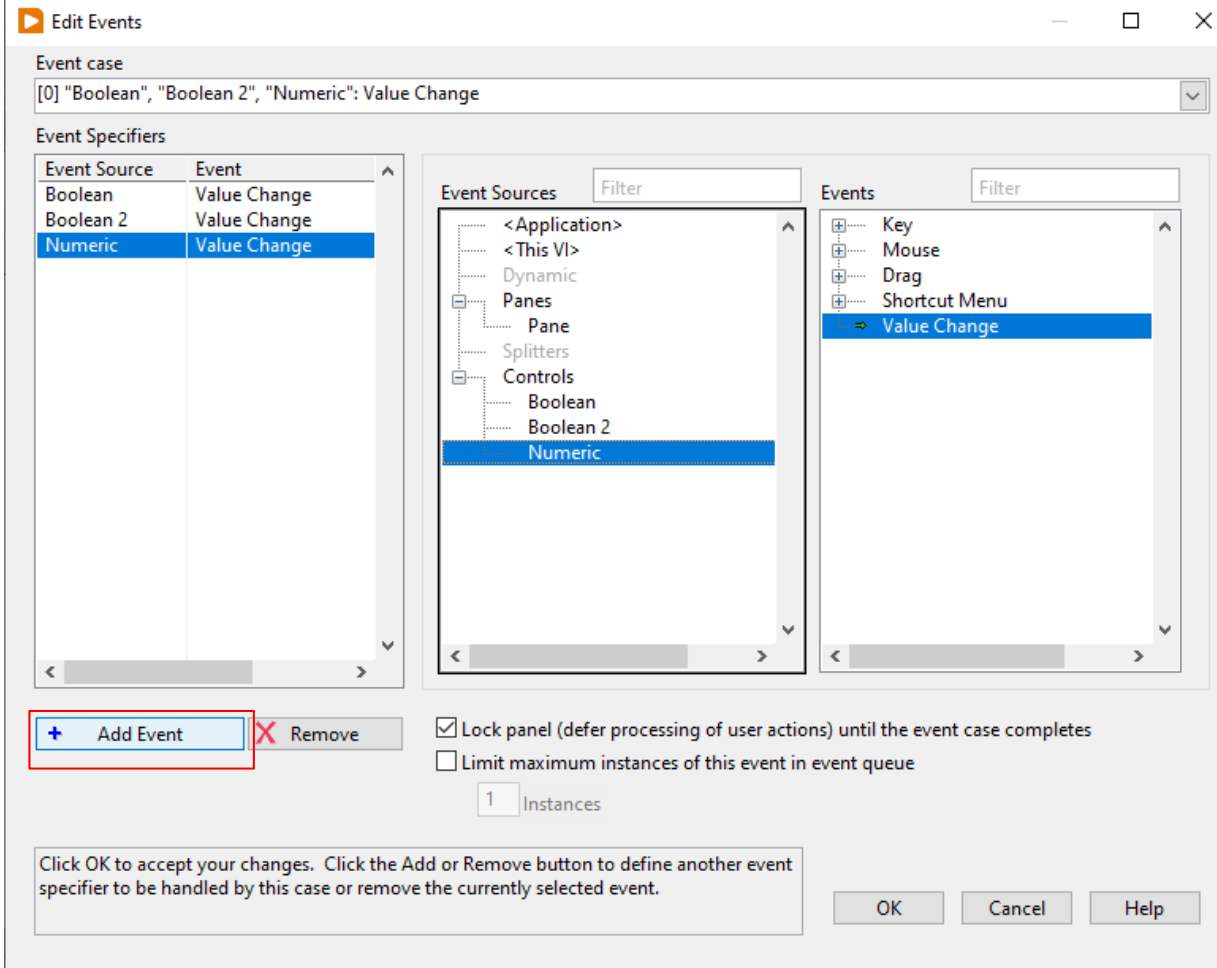 Edit Events
Event case
[0] "Boolean", "Boolean 2", "Numeric": Value Change
Event Specifiers
Event Source Event
Boolean Value Change
Boolean 2 Value Change
Numeric Value Change
Event Sources Filter
<Application>
<This VI>
Dynamic
Panes
Pane
Splitters
Controls
Boolean
Boolean 2
Numeric
Events Filter
Key
Mouse
Drag
Shortcut Menu
Value Change
Add Event
Remove
Lock panel (defer processing of user actions) until the event case completes
Limit maximum instances of this event in event queue
1 Instances
Click OK to accept your changes. Click the Add or Remove button to define another event
specifier to be handled by this case or remove the currently selected event.
OK
Cancel
Help